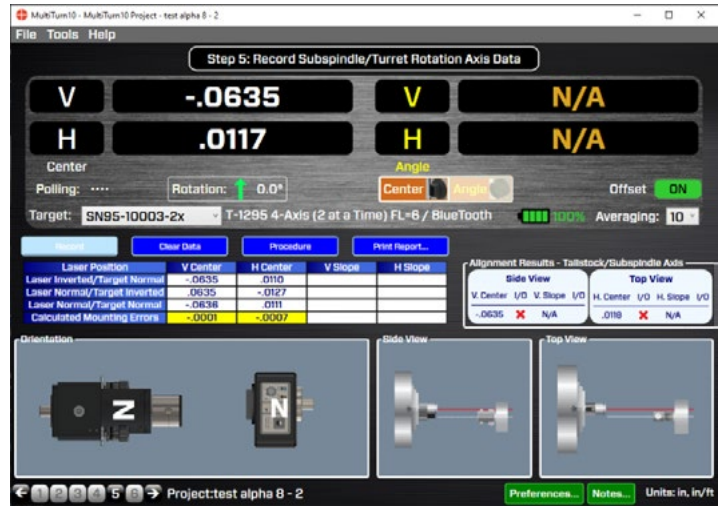 MultiTurn10 - MultiTurn10 Project - test alpha 8 - 2
File Tools Help
Step 5: Record Subspindle/Turret Rotation Axis Data
V -.0635 V N/A
H .0117 H N/A
Center Angle
Polling: ···· Rotation: 0.0° Center Angle Offset ON
Target: SN95-10003-2x T-1295 4-Axis (2 at a Time) FL=6 / BlueTooth 100% Averaging: 10
Record Clear Data Procedure Print Report...
Laser Position V Center H Center V Slope H Slope
Laser Inverted/Target Normal -.0635 .0110
Laser Normal/Target Inverted .0635 -.0127
Laser Normal/Target Normal -.0636 .0111
Calculated Mounting Errors -.0001 -.0007
Alignment Results - Tailstock/Subspindle Axis
Side View Top View
V. Center I/O V. Slope I/O H. Center I/O H. Slope I/O
-.0635 N/A .0118 N/A
Orientation Side View Top View
N N
1 2 3 4 5 6 Project:test alpha 8 - 2 Preferences... Notes... Units: in, in/ft